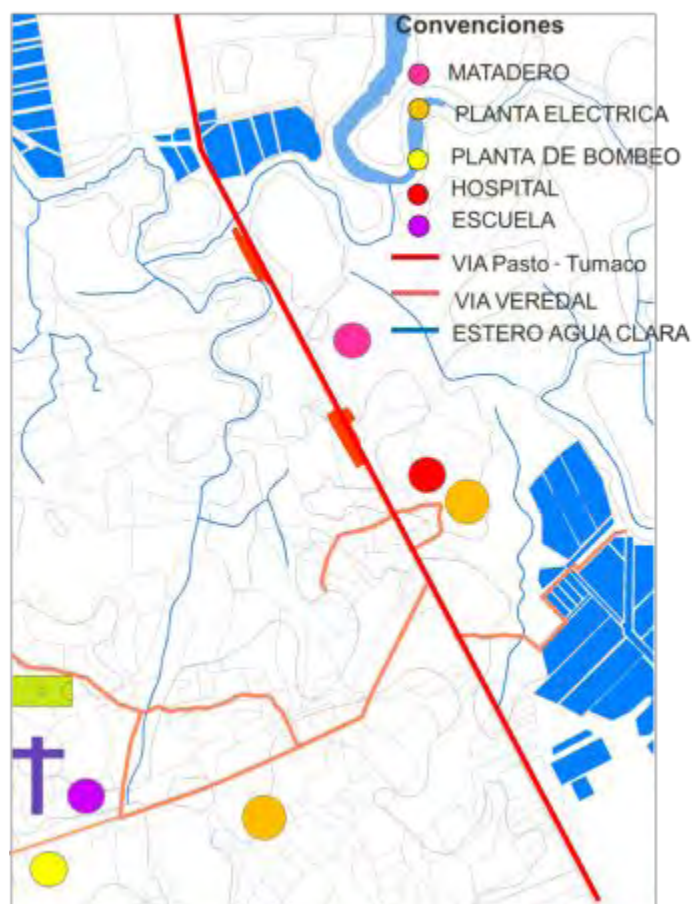 Convenciones
MATADERO
PLANTA ELECTRICA
PLANTA DE BOMBEO
HOSPITAL
ESCUELA
VIA Pasto - Tumaco
VIA VEREDAL
ESTERO AGUA CLARA